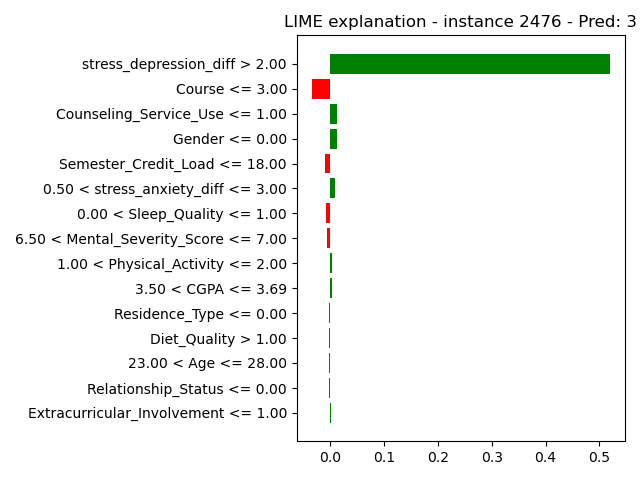 LIME explanation - instance 2476 - Pred: 3
stress_depression_diff > 2.00
Course <= 3.00
Counseling_Service_Use <= 1.00
Gender <= 0.00
Semester_Credit_Load <= 18.00
0.50 < stress_anxiety_diff <= 3.00
0.00 < Sleep_Quality <= 1.00
6.50 < Mental_Severity_Score <= 7.00
1.00 < Physical_Activity <= 2.00
3.50 < CGPA <= 3.69
Residence_Type <= 0.00
Diet_Quality > 1.00
23.00 < Age <= 28.00
Relationship_Status <= 0.00
Extracurricular_Involvement <= 1.00
0.0 0.1 0.2 0.3 0.4 0.5